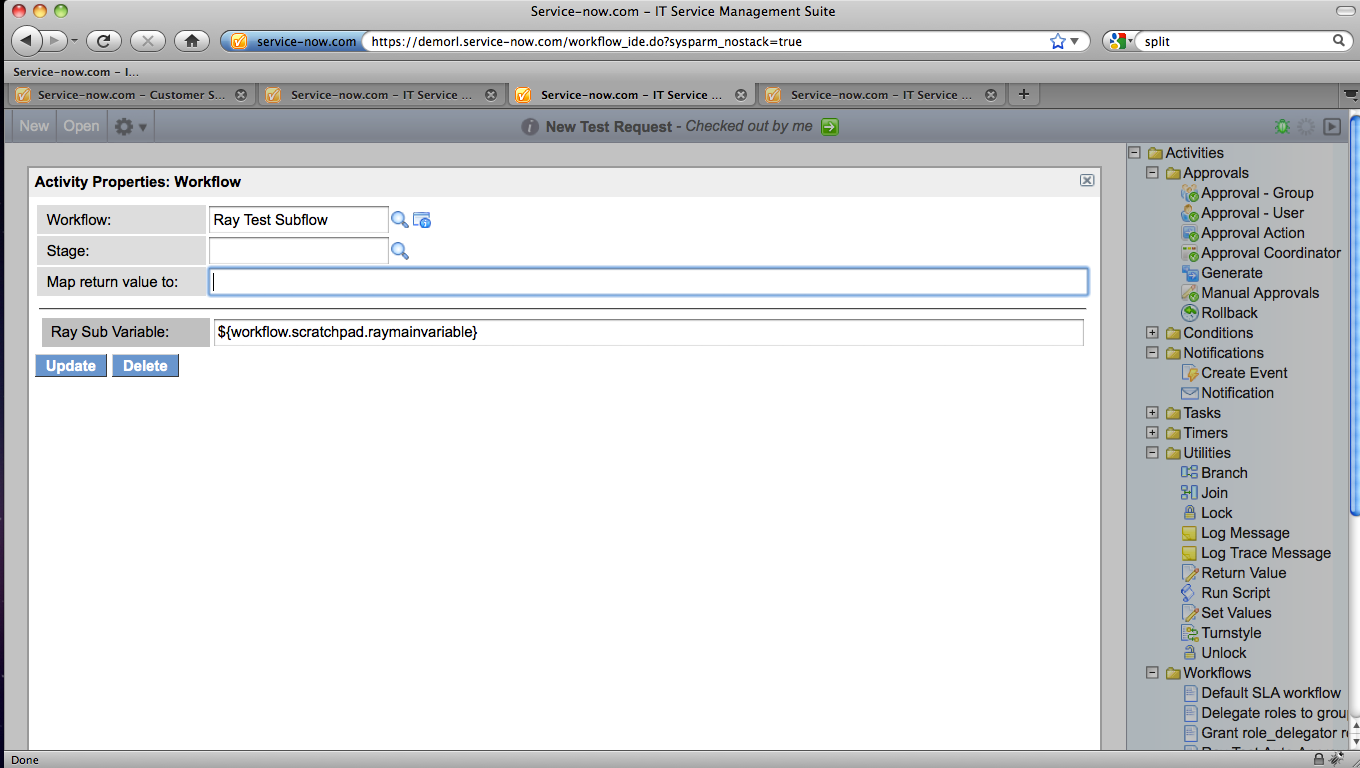 Service-now.com – IT Service Management Suite
service-now.com https://demorl.service-now.com/workflow_ide.do?sysparm_nostack=true split
Service-now.com – I...
Service-now.com – Customer S... Service-now.com – IT Service ... Service-now.com – IT Service ... Service-now.com – IT Service ...
New Open New Test Request - Checked out by me
Activity Properties: Workflow
Workflow: Ray Test Subflow
Stage:
Map return value to:
Ray Sub Variable: ${workflow.scratchpad.raymainvariable}
Update Delete
Activities
Approvals
Approval - Group
Approval - User
Approval Action
Approval Coordinator
Generate
Manual Approvals
Rollback
Conditions
Notifications
Create Event
Notification
Tasks
Timers
Utilities
Branch
Join
Lock
Log Message
Log Trace Message
Return Value
Run Script
Set Values
Turnstyle
Unlock
Workflows
Default SLA workflow
Delegate roles to grou
Grant role_delegator r
Done